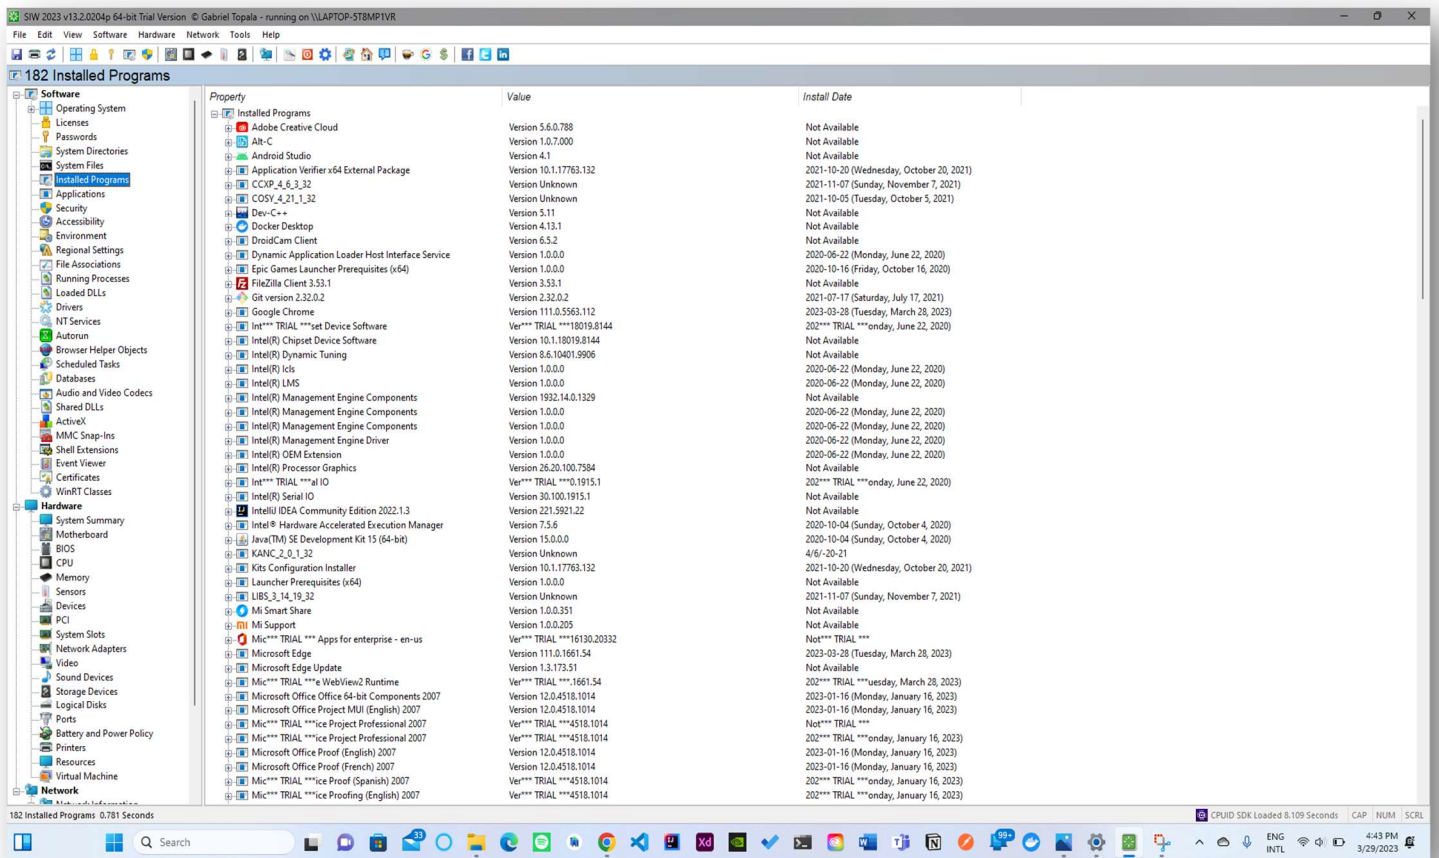 SIW 2023 v13.2.0204p 64-bit Trial Version © Gabriel Topala - running on \\LAPTOP-5T8MP1VR
File Edit View Software Hardware Network Tools Help
182 Installed Programs
Software
Operating System
Licenses
Passwords
System Directories
System Files
Installed Programs
Applications
Security
Accessibility
Environment
Regional Settings
File Associations
Running Processes
Loaded DLLs
Drivers
NT Services
Autorun
Browser Helper Objects
Scheduled Tasks
Databases
Audio and Video Codecs
Shared DLLs
ActiveX
MMC Snap-Ins
Shell Extensions
Event Viewer
Certificates
WinRT Classes
Hardware
System Summary
Motherboard
BIOS
CPU
Memory
Sensors
Devices
PCI
System Slots
Network Adapters
Video
Sound Devices
Storage Devices
Logical Disks
Ports
Battery and Power Policy
Printers
Resources
Virtual Machine
Network
Property Value Install Date
Installed Programs
Adobe Creative Cloud Version 5.6.0.788 Not Available
Alt-C Version 1.0.7.000 Not Available
Android Studio Version 4.1 Not Available
Application Verifier x64 External Package Version 10.1.17763.132 2021-10-20 (Wednesday, October 20, 2021)
CCXP_4_6_3_32 Version Unknown 2021-11-07 (Sunday, November 7, 2021)
COSY_4_21_1_32 Version Unknown 2021-10-05 (Tuesday, October 5, 2021)
Dev-C++ Version 5.11 Not Available
Docker Desktop Version 4.13.1 Not Available
DroidCam Client Version 6.5.2 Not Available
Dynamic Application Loader Host Interface Service Version 1.0.0.0 2020-06-22 (Monday, June 22, 2020)
Epic Games Launcher Prerequisites (x64) Version 1.0.0.0 2020-10-16 (Friday, October 16, 2020)
FileZilla Client 3.53.1 Version 3.53.1 Not Available
Git version 2.32.0.2 Version 2.32.0.2 2021-07-17 (Saturday, July 17, 2021)
Google Chrome Version 111.0.5563.112 2023-03-28 (Tuesday, March 28, 2023)
Int*** TRIAL ***set Device Software Ver*** TRIAL ***18019.8144 202*** TRIAL ***onday, June 22, 2020)
Intel(R) Chipset Device Software Version 10.1.18019.8144 Not Available
Intel(R) Dynamic Tuning Version 8.6.10401.9906 Not Available
Intel(R) Icls Version 1.0.0.0 2020-06-22 (Monday, June 22, 2020)
Intel(R) LMS Version 1.0.0.0 2020-06-22 (Monday, June 22, 2020)
Intel(R) Management Engine Components Version 1932.14.0.1329 Not Available
Intel(R) Management Engine Components Version 1.0.0.0 2020-06-22 (Monday, June 22, 2020)
Intel(R) Management Engine Components Version 1.0.0.0 2020-06-22 (Monday, June 22, 2020)
Intel(R) Management Engine Driver Version 1.0.0.0 2020-06-22 (Monday, June 22, 2020)
Intel(R) OEM Extension Version 1.0.0.0 2020-06-22 (Monday, June 22, 2020)
Intel(R) Processor Graphics Version 26.20.100.7584 Not Available
Int*** TRIAL ***al IO Ver*** TRIAL ***0.1915.1 202*** TRIAL ***onday, June 22, 2020)
Intel(R) Serial IO Version 30.100.1915.1 Not Available
IntelliJ IDEA Community Edition 2022.1.3 Version 221.5921.22 Not Available
Intel® Hardware Accelerated Execution Manager Version 7.5.6 2020-10-04 (Sunday, October 4, 2020)
Java(TM) SE Development Kit 15 (64-bit) Version 15.0.0.0 2020-10-04 (Sunday, October 4, 2020)
KANC_2_0_1_32 Version Unknown 4/6/-20-21
Kits Configuration Installer Version 10.1.17763.132 2021-10-20 (Wednesday, October 20, 2021)
Launcher Prerequisites (x64) Version 1.0.0.0 Not Available
LIBS_3_14_19_32 Version Unknown 2021-11-07 (Sunday, November 7, 2021)
Mi Smart Share Version 1.0.0.351 Not Available
Mi Support Version 1.0.0.205 Not Available
Mic*** TRIAL *** Apps for enterprise - en-us Ver*** TRIAL ***16130.20332 Not*** TRIAL ***
Microsoft Edge Version 111.0.1661.54 2023-03-28 (Tuesday, March 28, 2023)
Microsoft Edge Update Version 1.3.173.51 Not Available
Mic*** TRIAL ***e WebView2 Runtime Ver*** TRIAL ***.1661.54 202*** TRIAL ***uesday, March 28, 2023)
Microsoft Office Office 64-bit Components 2007 Version 12.0.4518.1014 2023-01-16 (Monday, January 16, 2023)
Microsoft Office Project MUI (English) 2007 Version 12.0.4518.1014 2023-01-16 (Monday, January 16, 2023)
Mic*** TRIAL ***ice Project Professional 2007 Ver*** TRIAL ***4518.1014 Not*** TRIAL ***
Mic*** TRIAL ***ice Project Professional 2007 Ver*** TRIAL ***4518.1014 202*** TRIAL ***onday, January 16, 2023)
Microsoft Office Proof (English) 2007 Version 12.0.4518.1014 2023-01-16 (Monday, January 16, 2023)
Microsoft Office Proof (French) 2007 Version 12.0.4518.1014 2023-01-16 (Monday, January 16, 2023)
Mic*** TRIAL ***ice Proof (Spanish) 2007 Ver*** TRIAL ***4518.1014 202*** TRIAL ***onday, January 16, 2023)
Mic*** TRIAL ***ice Proofing (English) 2007 Ver*** TRIAL ***4518.1014 202*** TRIAL ***onday, January 16, 2023)
182 Installed Programs 0.781 Seconds
CPUID SDK Loaded 8.109 Seconds CAP NUM SCRL
Search
33
Xd
99+
ENG
INTL
4:43 PM
3/29/2023